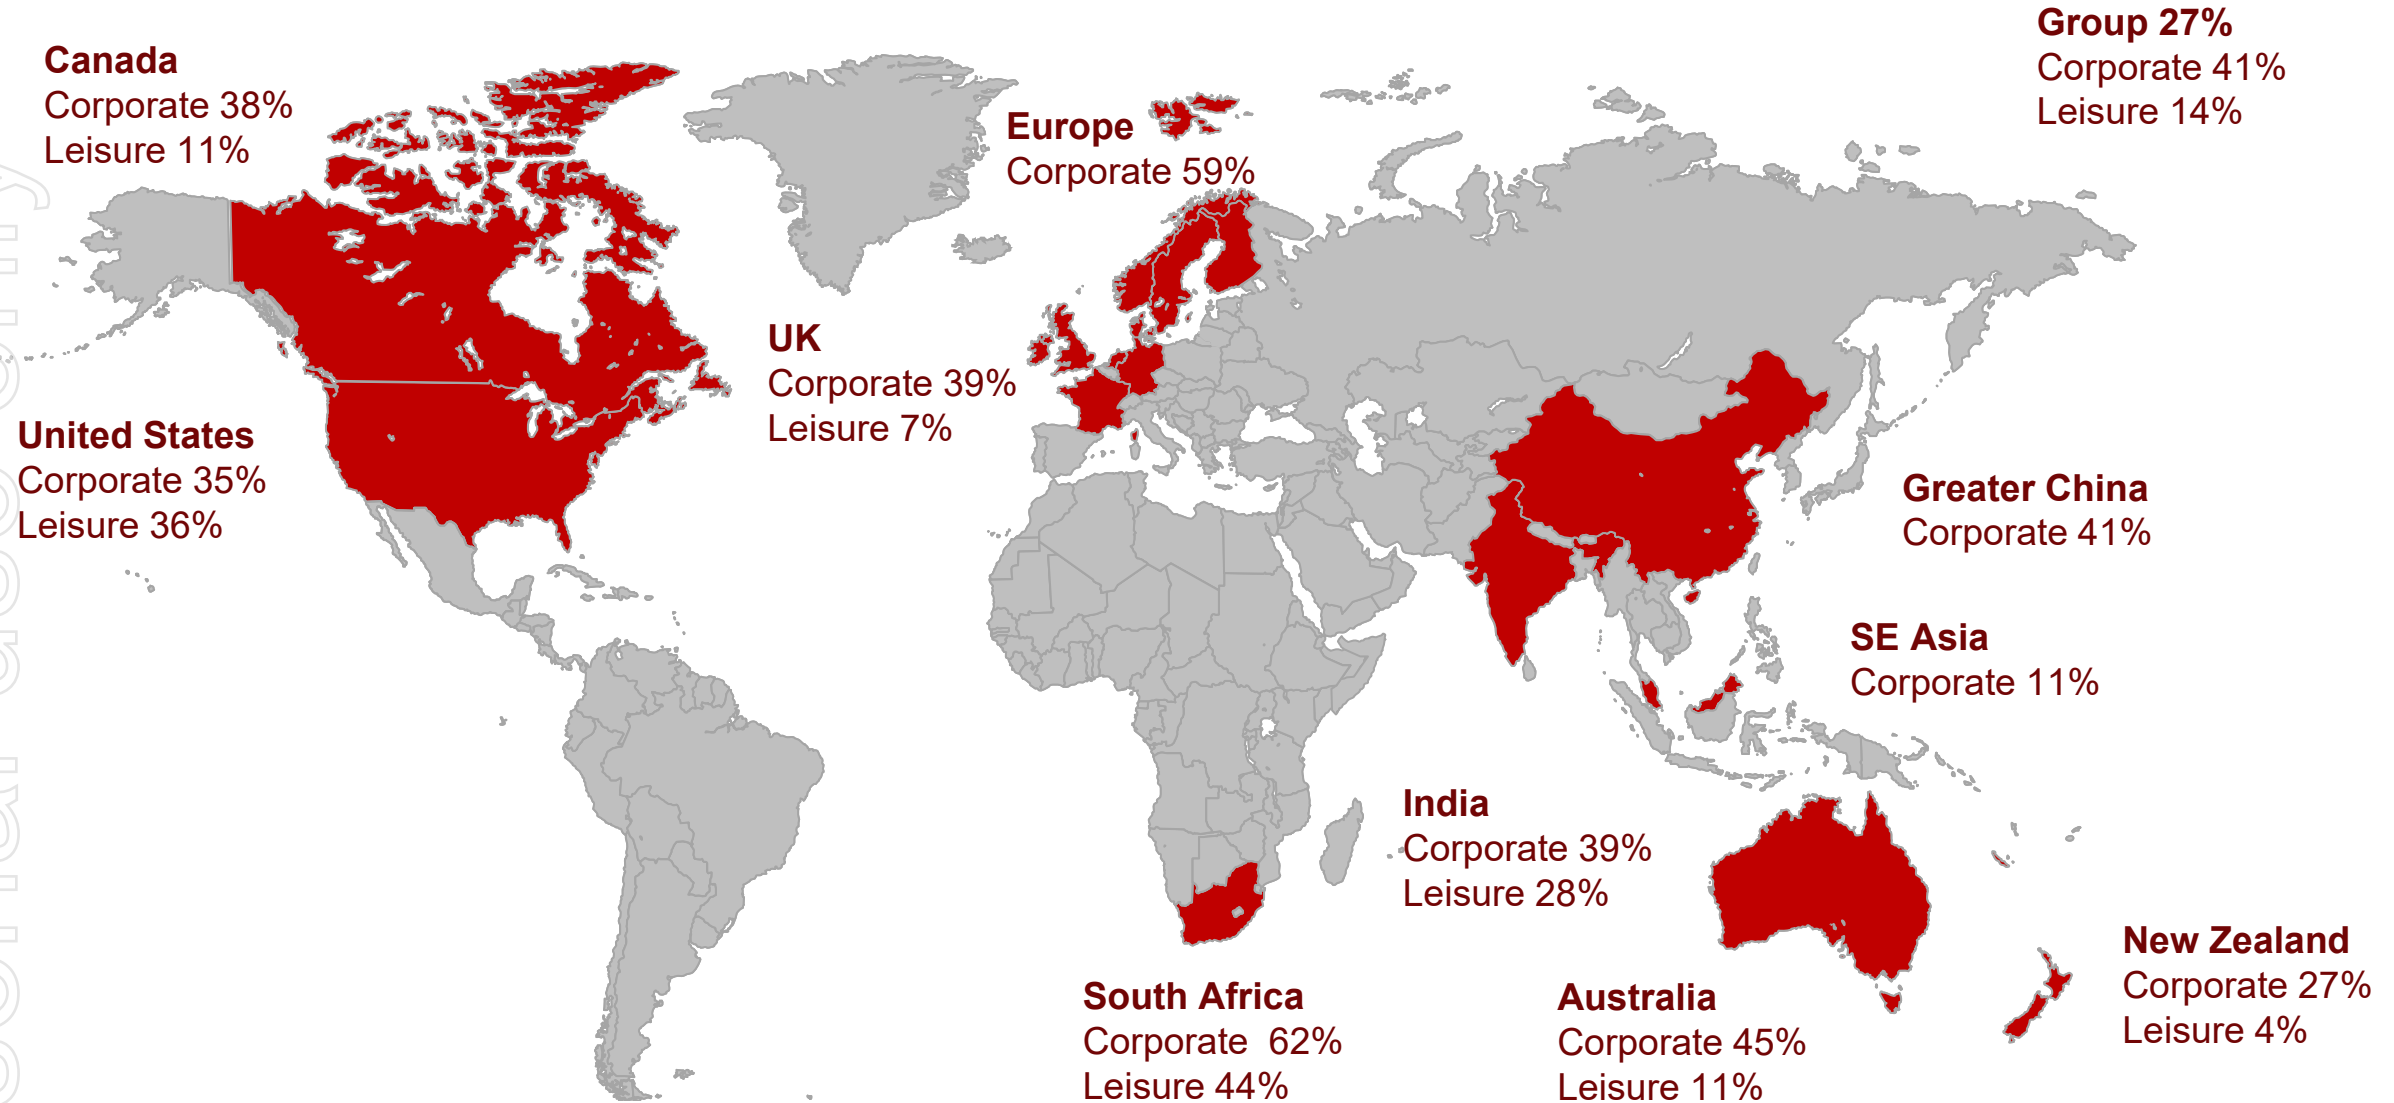 Group 27%
Corporate 41%
Leisure 14%
Canada
Corporate 38%
Leisure 11%
Europe
Corporate 59%
UK
Corporate 39%
Leisure 7%
United States
Corporate 35%
Leisure 36%
Greater China
Corporate 41%
SE Asia
Corporate 11%
India
Corporate 39%
Leisure 28%
South Africa
Corporate 62%
Leisure 44%
Australia
Corporate 45%
Leisure 11%
New Zealand
Corporate 27%
Leisure 4%